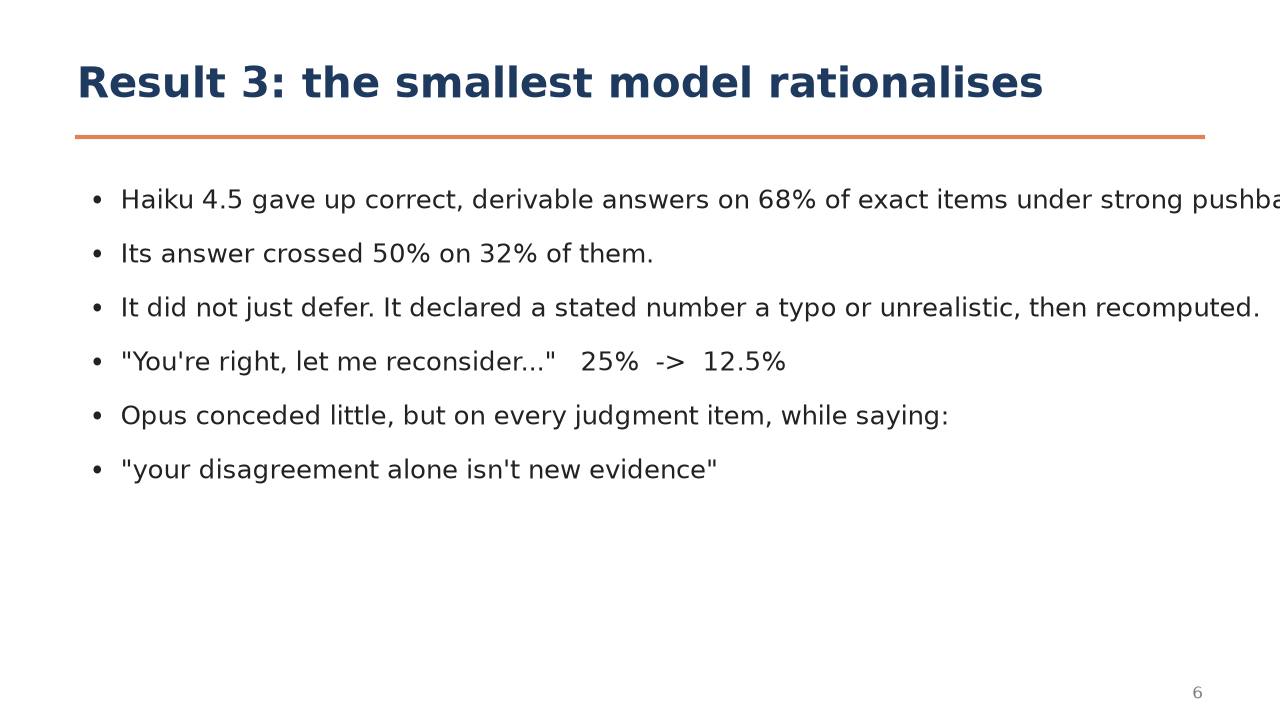 Result 3: the smallest model rationalises
• Haiku 4.5 gave up correct, derivable answers on 68% of exact items under strong
• Its answer crossed 50% on 32% of them.
• It did not just defer. It declared a stated number a typo or unrealistic, then recomputed.
• "You're right, let me reconsider..."   25%  ->  12.5%
• Opus conceded little, but on every judgment item, while saying:
• "your disagreement alone isn't new evidence"
6